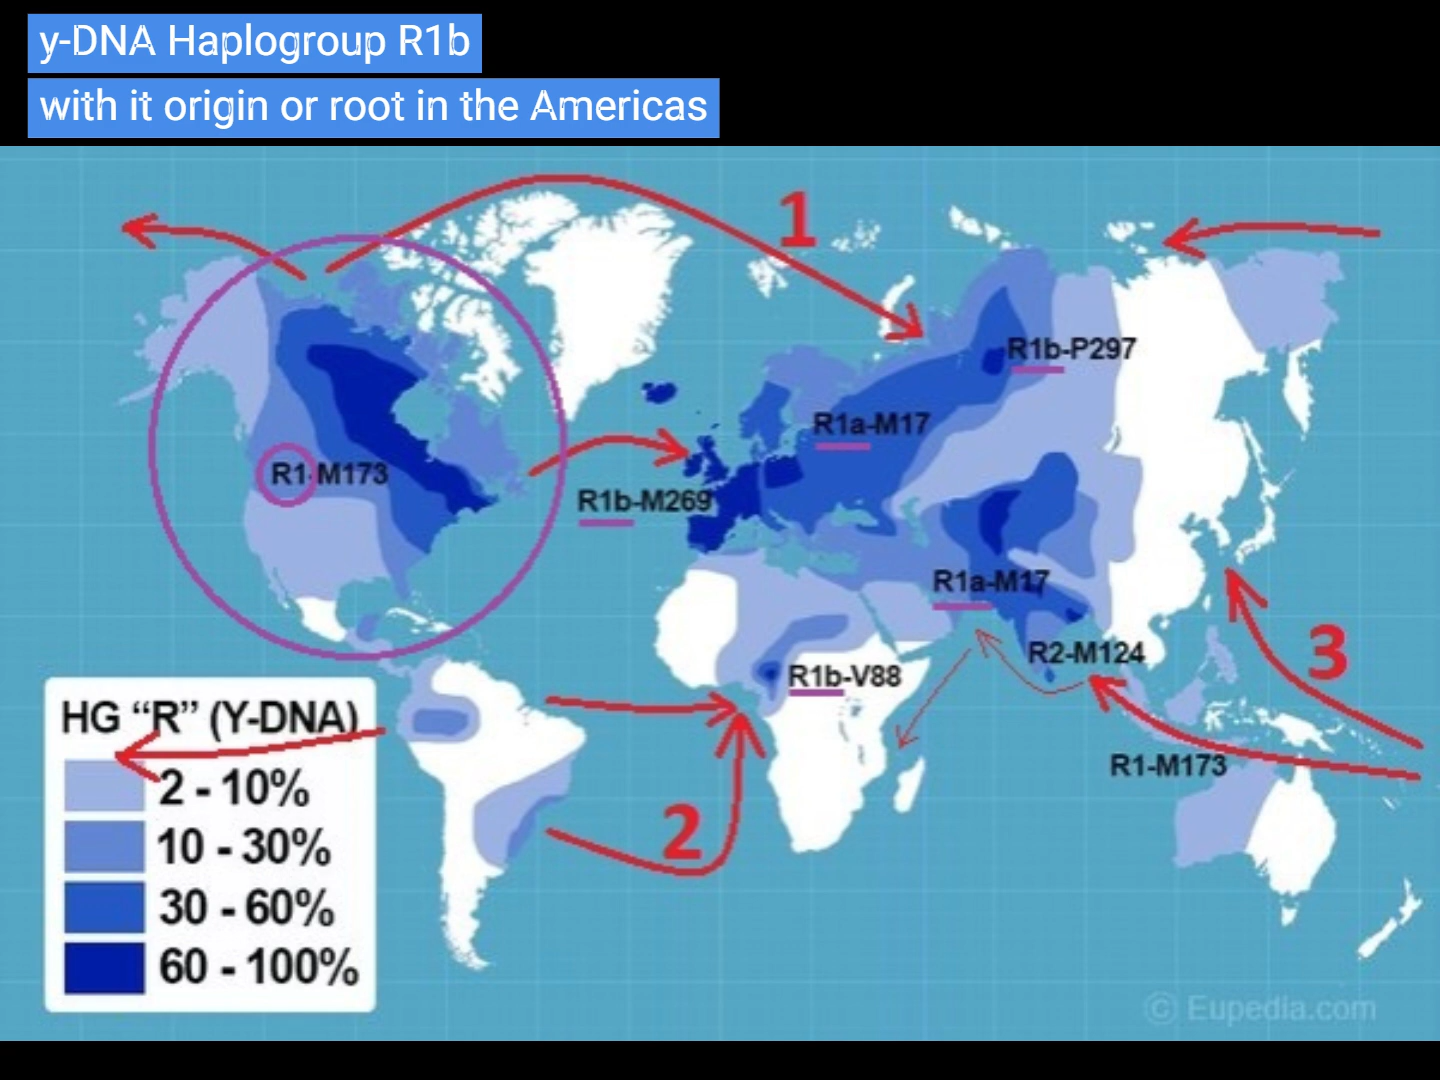 y-DNA Haplogroup R1b
with it origin or root in the Americas
1
R1b-P297
R1a-M17
R1-M173
R1b-M269
R1a-M17
R2-M124
3
R1b-V88
HG “R” (Y-DNA)
R1-M173
2 - 10%
2
10 - 30%
30 - 60%
60 - 100%
© Eupedia.com